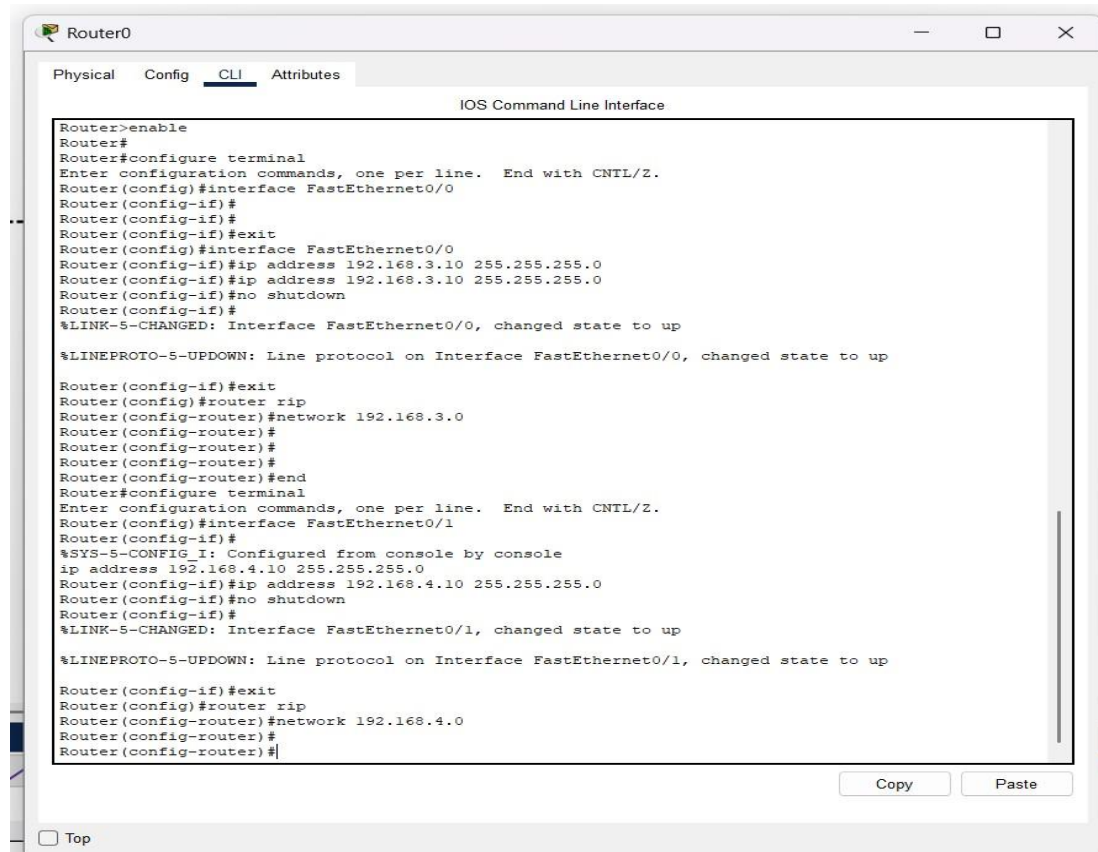 Router0
Physical Config CLI Attributes
IOS Command Line Interface
Router>enable
Router#
Router#configure terminal
Enter configuration commands, one per line.  End with CNTL/Z.
Router(config)#interface FastEthernet0/0
Router(config-if)#
Router(config-if)#
Router(config-if)#exit
Router(config)#interface FastEthernet0/0
Router(config-if)#ip address 192.168.3.10 255.255.255.0
Router(config-if)#ip address 192.168.3.10 255.255.255.0
Router(config-if)#no shutdown
Router(config-if)#
%LINK-5-CHANGED: Interface FastEthernet0/0, changed state to up
%LINEPROTO-5-UPDOWN: Line protocol on Interface FastEthernet0/0, changed state to up
Router(config-if)#exit
Router(config)#router rip
Router(config-router)#network 192.168.3.0
Router(config-router)#
Router(config-router)#
Router(config-router)#
Router(config-router)#end
Router#configure terminal
Enter configuration commands, one per line.  End with CNTL/Z.
Router(config)#interface FastEthernet0/1
Router(config-if)#
%SYS-5-CONFIG_I: Configured from console by console
ip address 192.168.4.10 255.255.255.0
Router(config-if)#ip address 192.168.4.10 255.255.255.0
Router(config-if)#no shutdown
Router(config-if)#
%LINK-5-CHANGED: Interface FastEthernet0/1, changed state to up
%LINEPROTO-5-UPDOWN: Line protocol on Interface FastEthernet0/1, changed state to up
Router(config-if)#exit
Router(config)#router rip
Router(config-router)#network 192.168.4.0
Router(config-router)#
Router(config-router)#
Copy Paste
Top